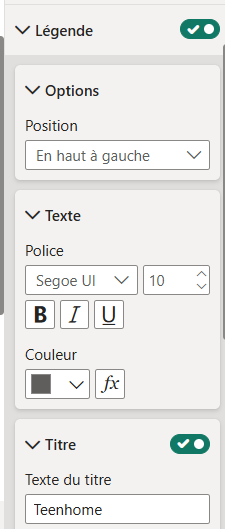 Légende
Options
Position
En haut à gauche
Texte
Police
Segoe UI 10
B I U
Couleur
fx
Titre
Texte du titre
Teenhome